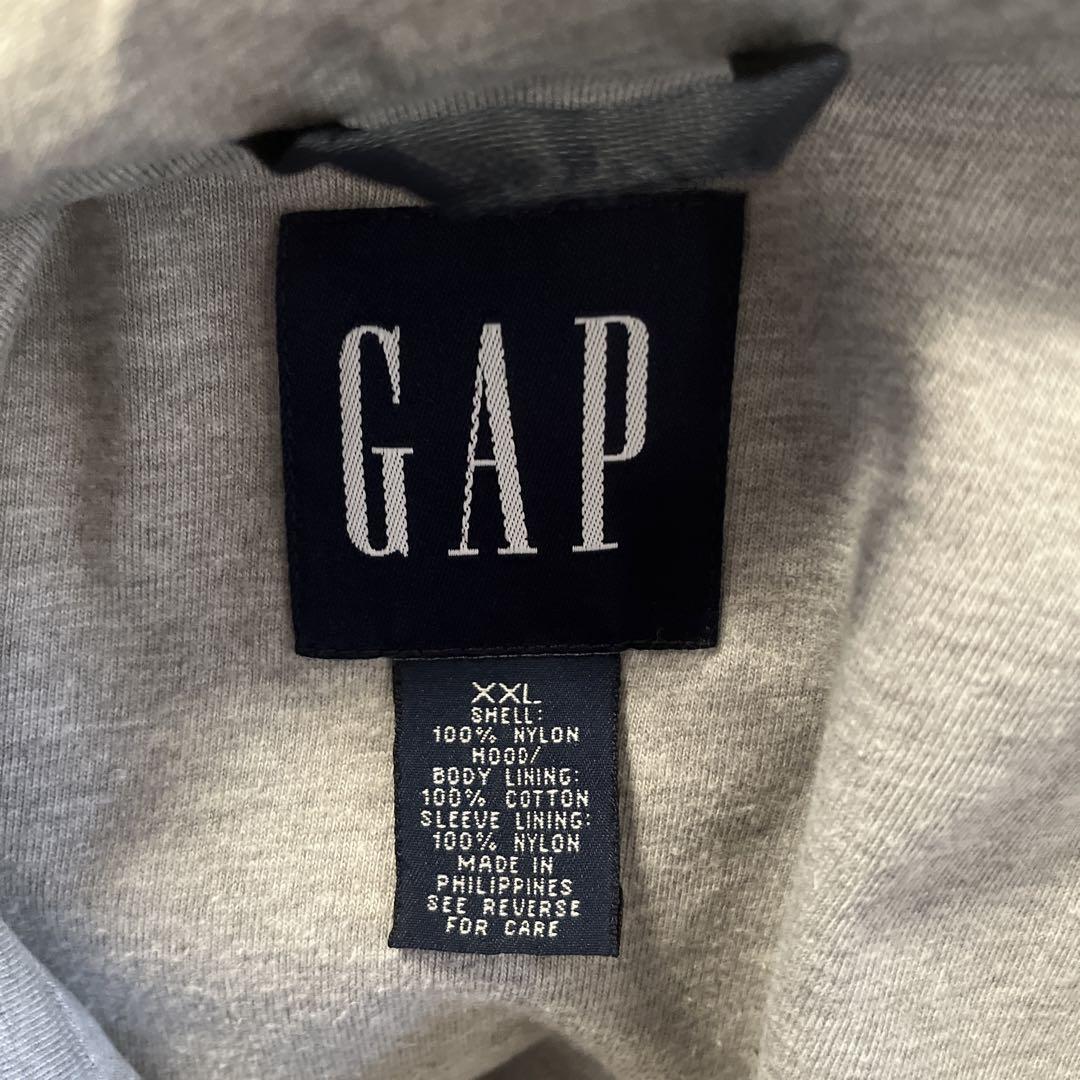 GAP
XXL
SHELL:
100% NYLON
HOOD/
BODY LINING:
100% COTTON
SLEEVE LINING:
100% NYLON
MADE IN
PHILIPPINES
SEE REVERSE
FOR CARE